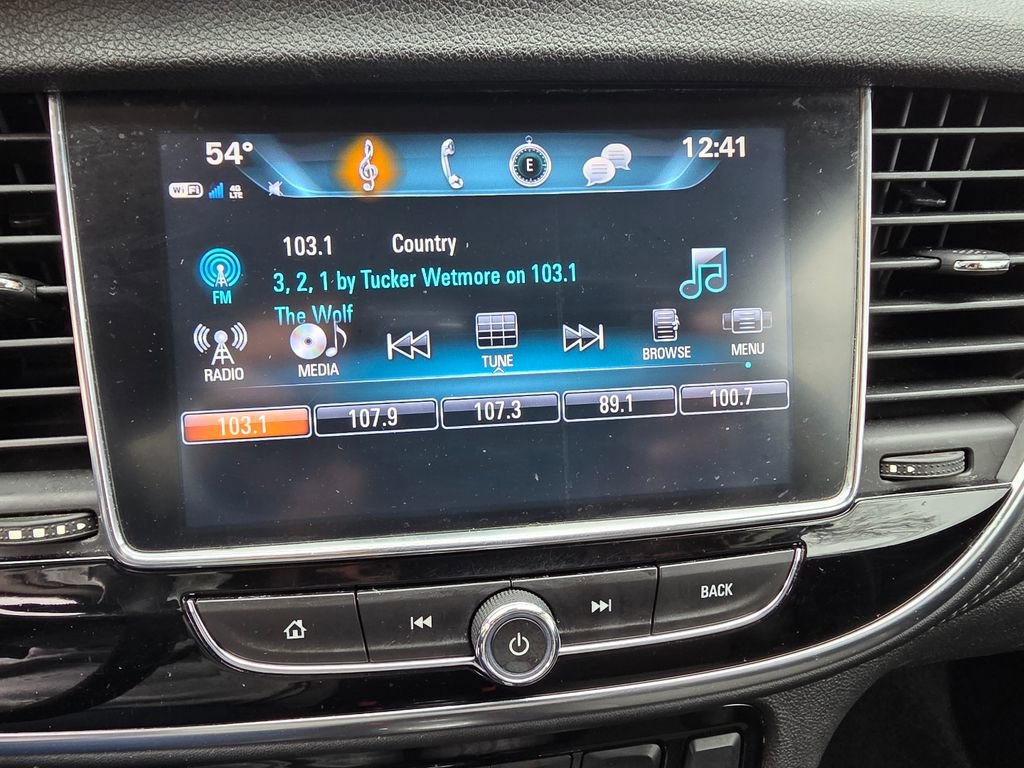 54°
E
12:41
WiFi
4G
LTE
103.1 Country
3, 2, 1 by Tucker Wetmore on 103.1
The Wolf
FM
RADIO
MEDIA
TUNE
BROWSE
MENU
103.1
107.9
107.3
89.1
100.7
BACK